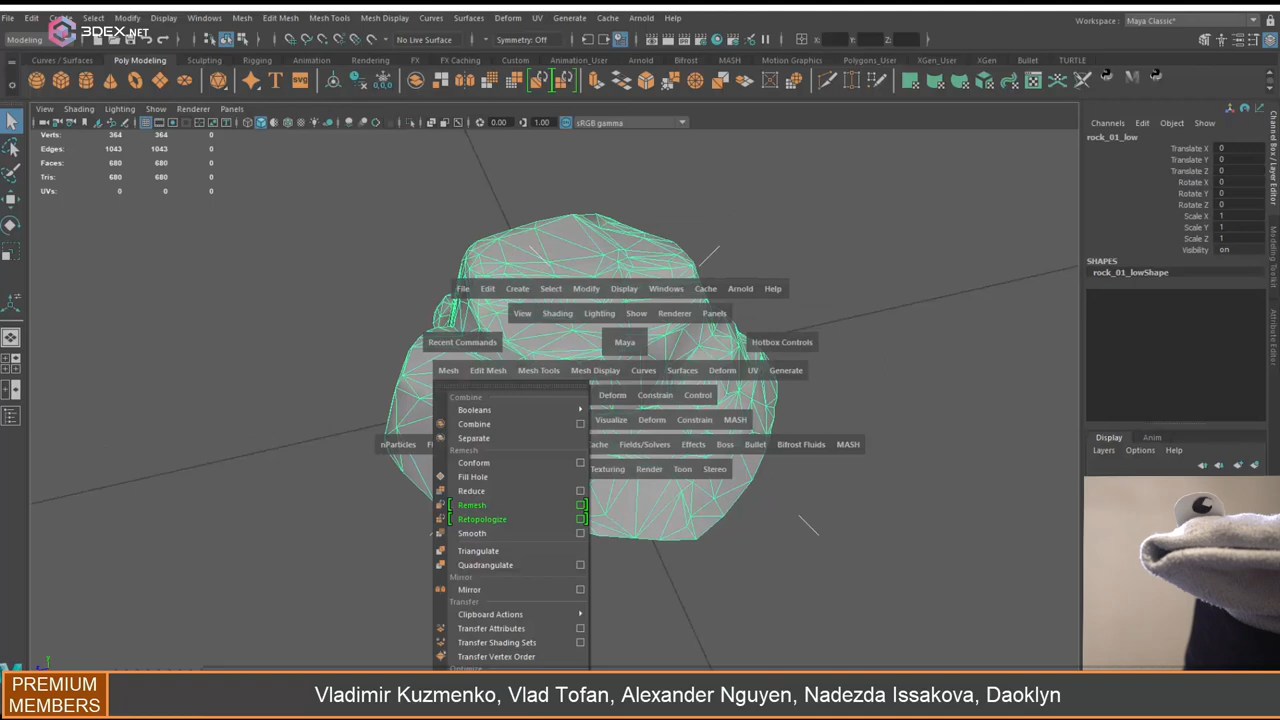 File Edit Create Select Modify Display Windows Mesh Edit Mesh Mesh Tools Mesh Display Curves Surfaces Deform UV Generate Cache Arnold Help
Workspace: Maya Classic*
3DEX.NET
Modeling No Live Surface Symmetry: Off X: Y: Z:
Curves / Surfaces Poly Modeling Sculpting Rigging Animation Rendering FX FX Caching Custom Arnold_User Animation_User Arnold Bifrost MASH Motion Graphics Polygons_User XGen_User XGen Bullet TURTLE
View Shading Lighting Show Renderer Panels
0.00 1.00 sRGB gamma
Verts: 364 364 0
Edges: 1043 1043 0
Faces: 680 680 0
Tris: 680 680 0
UVs: 0 0 0
File Edit Create Select Modify Display Windows Cache Arnold Help
View Shading Lighting Show Renderer Panels
Recent Commands Maya Hotbox Controls
Mesh Edit Mesh Mesh Tools Mesh Display Curves Surfaces Deform UV Generate
Deform Constrain Control
Visualize Deform Constrain MASH
nParticles Cache Fields/Solvers Effects Boss Bullet Bifrost Fluids MASH
Texturing Render Toon Stereo
Combine
Booleans
Combine
Separate
Remesh
Conform
Fill Hole
Reduce
Remesh
Retopologize
Smooth
Triangulate
Quadrangulate
Mirror
Mirror
Transfer
Clipboard Actions
Transfer Attributes
Transfer Shading Sets
Transfer Vertex Order
Optimize
Channels Edit Object Show
rock_01_low
Translate X 0
Translate Y 0
Translate Z 0
Rotate X 0
Rotate Y 0
Rotate Z 0
Scale X 1
Scale Y 1
Scale Z 1
Visibility on
SHAPES
rock_01_lowShape
Display Anim
Layers Options Help
Channel Box / Layer Editor
Modeling Toolkit
Attribute Editor
PREMIUM
MEMBERS
Vladimir Kuzmenko, Vlad Tofan, Alexander Nguyen, Nadezda Issakova, Daoklyn